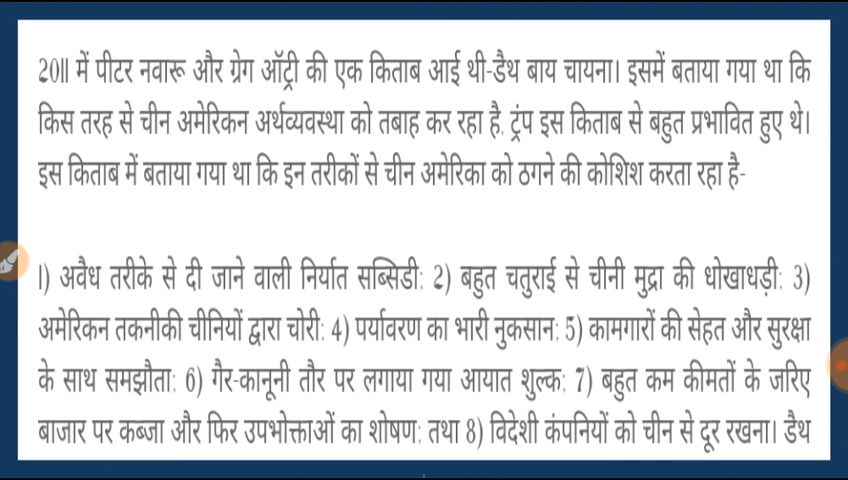 2011 में पीटर नवारू और ग्रेग ऑट्री की एक किताब आई थी-डैथ बाय चायना। इसमें बताया गया था कि
किस तरह से चीन अमेरिकन अर्थव्यवस्था को तबाह कर रहा है. ट्रंप इस किताब से बहुत प्रभावित हुए थे।
इस किताब में बताया गया था कि इन तरीकों से चीन अमेरिका को ठगने की कोशिश करता रहा है-
1) अवैध तरीके से दी जाने वाली निर्यात सब्सिडी; 2) बहुत चतुराई से चीनी मुद्रा की धोखाधड़ी; 3)
अमेरिकन तकनीकी चीनियों द्वारा चोरी; 4) पर्यावरण का भारी नुकसान; 5) कामगारों की सेहत और सुरक्षा
के साथ समझौता; 6) गैर-कानूनी तौर पर लगाया गया आयात शुल्क; 7) बहुत कम कीमतों के जरिए
बाजार पर कब्जा और फिर उपभोक्ताओं का शोषण; तथा 8) विदेशी कंपनियों को चीन से दूर रखना। डैथ